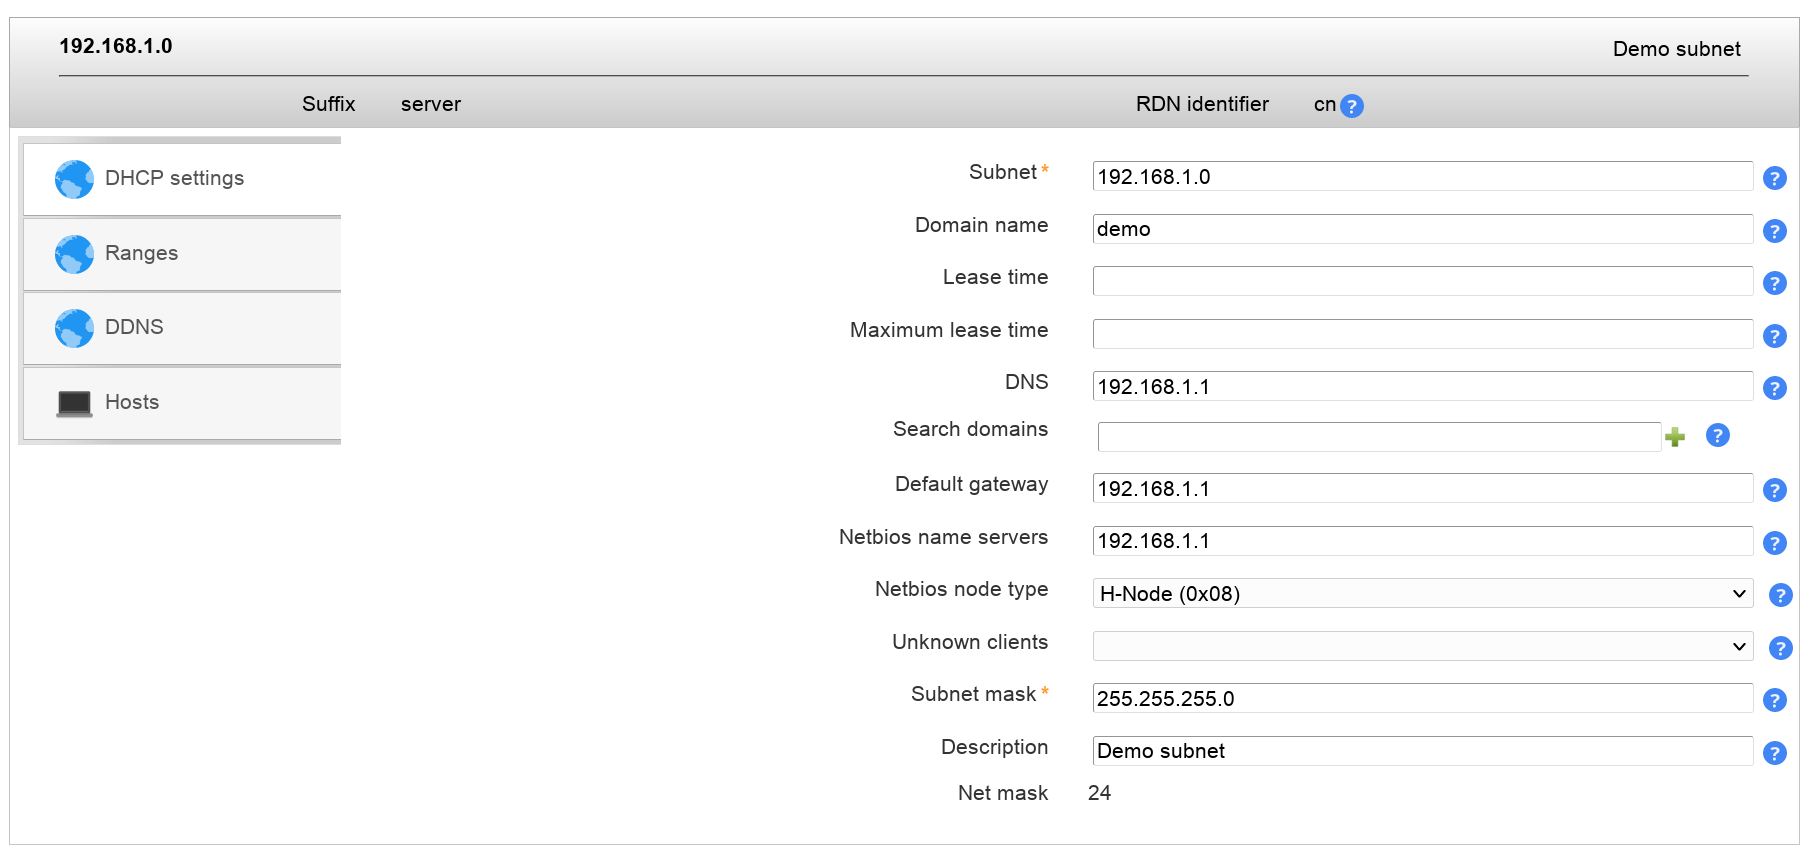 192.168.1.0
Demo subnet
Suffix server RDN identifier cn ?
DHCP settings
Ranges
DDNS
Hosts
Subnet* 192.168.1.0 ?
Domain name demo ?
Lease time ?
Maximum lease time ?
DNS 192.168.1.1 ?
Search domains ?
Default gateway 192.168.1.1 ?
Netbios name servers 192.168.1.1 ?
Netbios node type H-Node (0x08) ?
Unknown clients ?
Subnet mask* 255.255.255.0 ?
Description Demo subnet ?
Net mask 24